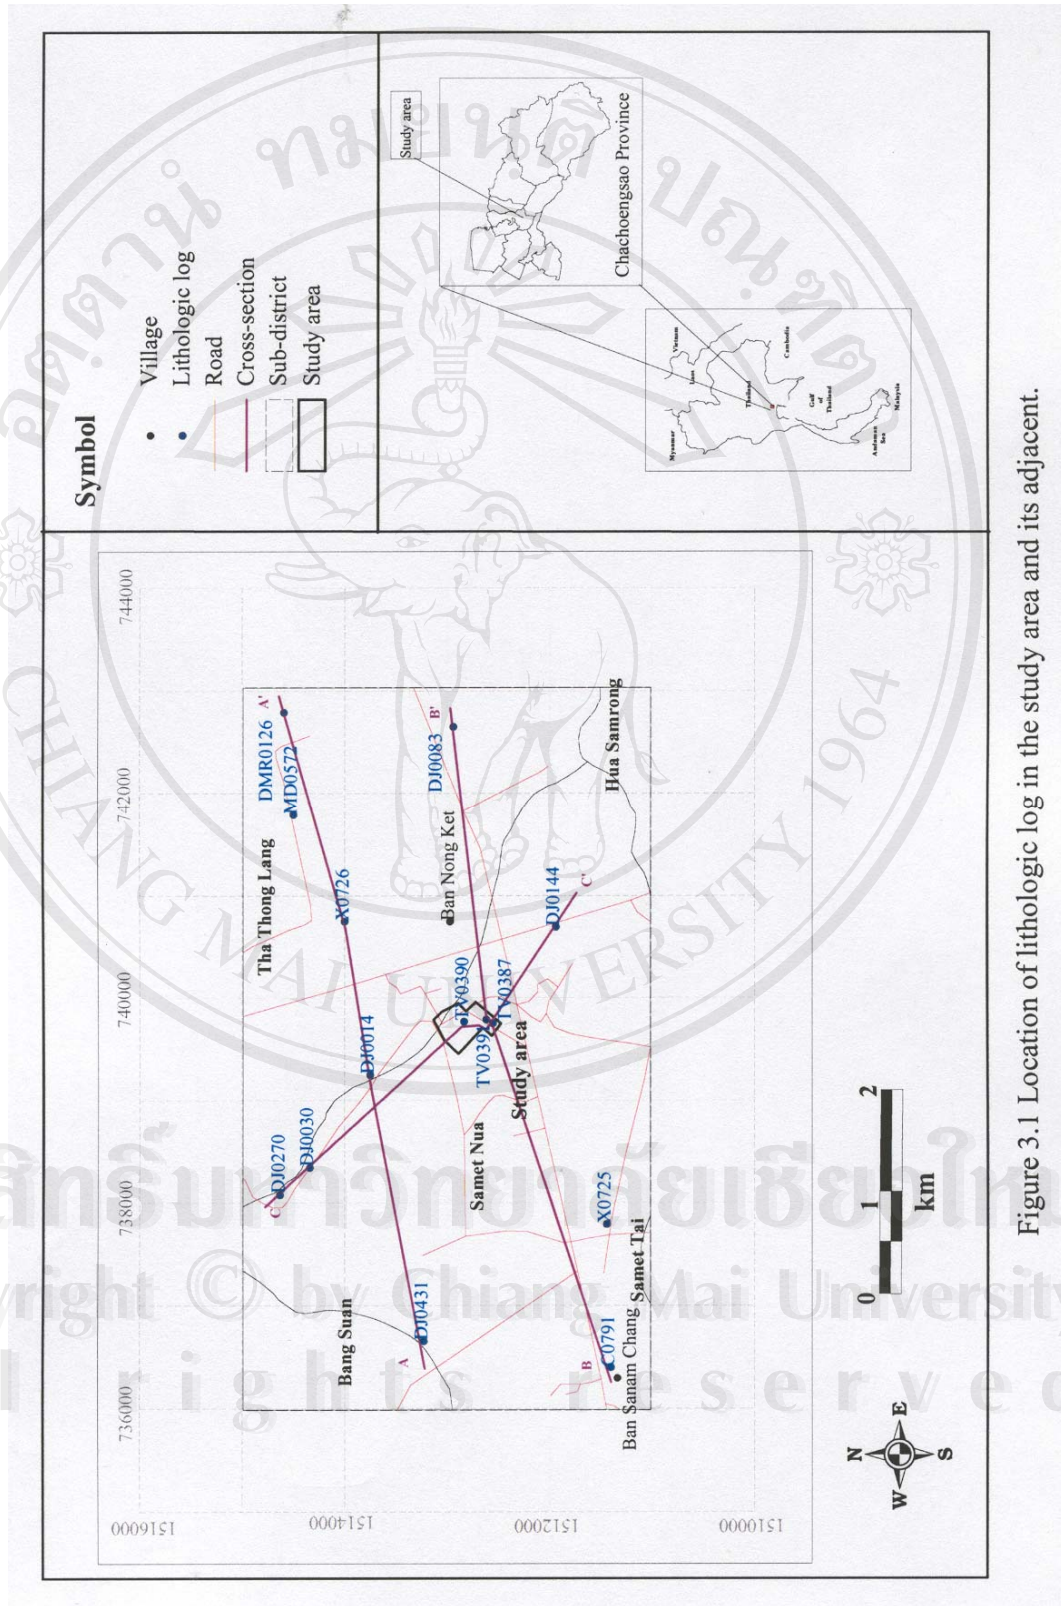 Symbol
Village
Lithologic log
Road
Cross-section
Sub-district
Study area
Study area
Chachoengsao Province
Myanmar
Laos
Vietnam
Thailand
Cambodia
Gulf
of
Thailand
Andaman
Sea
Malaysia
736000
738000
740000
742000
744000
1516000
1514000
1512000
1510000
DMR0126
A'
MD0572
Tha Thong Lang
X0726
DJ0083
B'
Ban Nong Ket
Hua Samrong
DJ0144
C'
TV0390
TV0387
DJ0014
Study area
DJ0030
DJ0270
C
Samet Nua
X0725
Samet Tai
Bang Suan
DJ0431
A
B
C0791
Ban Sanam Chang
N
W
E
S
0
1
2
km
Figure 3.1 Location of lithologic log in the study area and its adjacent.
CHIANG MAI UNIVERSITY 1964
by Chiang Mai University
rights reserved